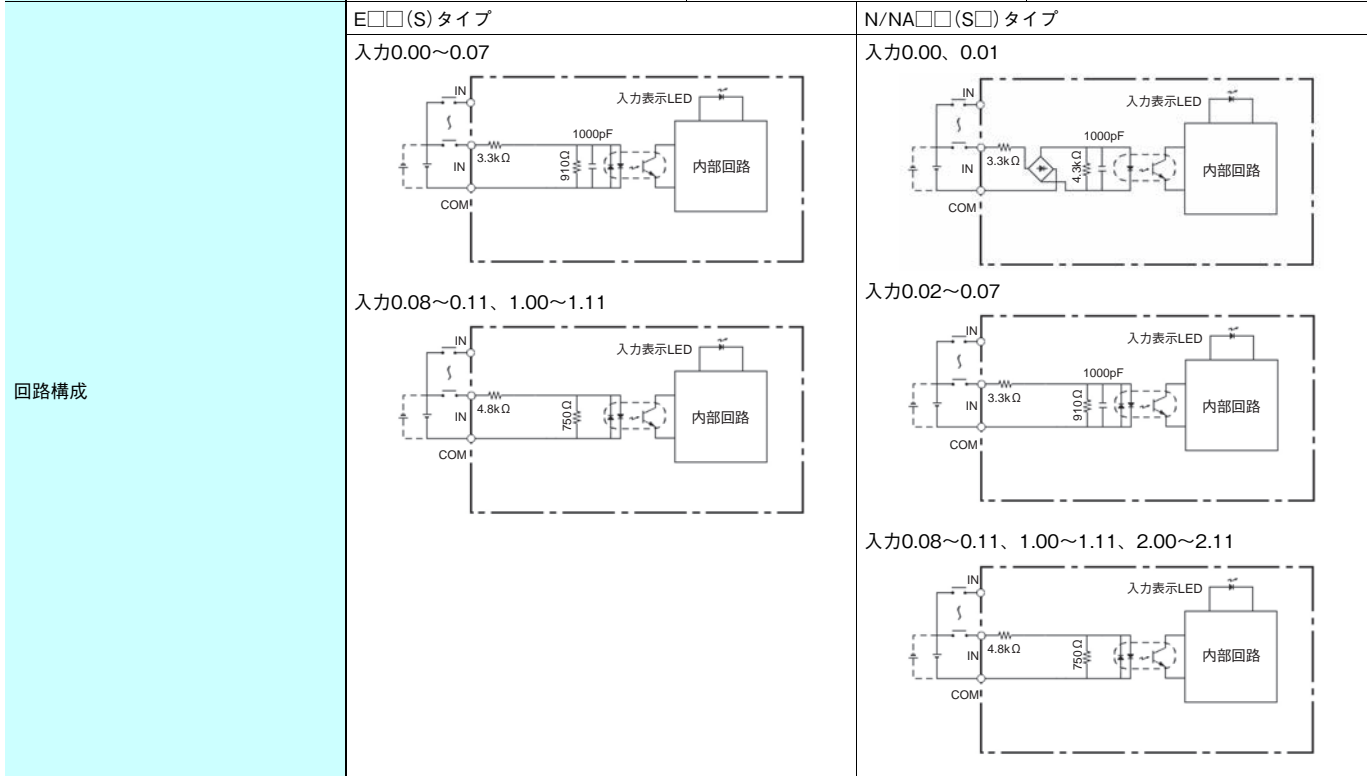 回路構成
E□□(S)タイプ
入力0.00～0.07
IN
入力表示LED
1000pF
3.3kΩ
910Ω
IN
内部回路
COM
入力0.08～0.11、1.00～1.11
IN
入力表示LED
4.8kΩ
750Ω
IN
内部回路
COM
N/NA□□(S□)タイプ
入力0.00、0.01
IN
入力表示LED
1000pF
3.3kΩ
4.3kΩ
IN
内部回路
COM
入力0.02～0.07
IN
入力表示LED
1000pF
3.3kΩ
910Ω
IN
内部回路
COM
入力0.08～0.11、1.00～1.11、2.00～2.11
IN
入力表示LED
4.8kΩ
750Ω
IN
内部回路
COM